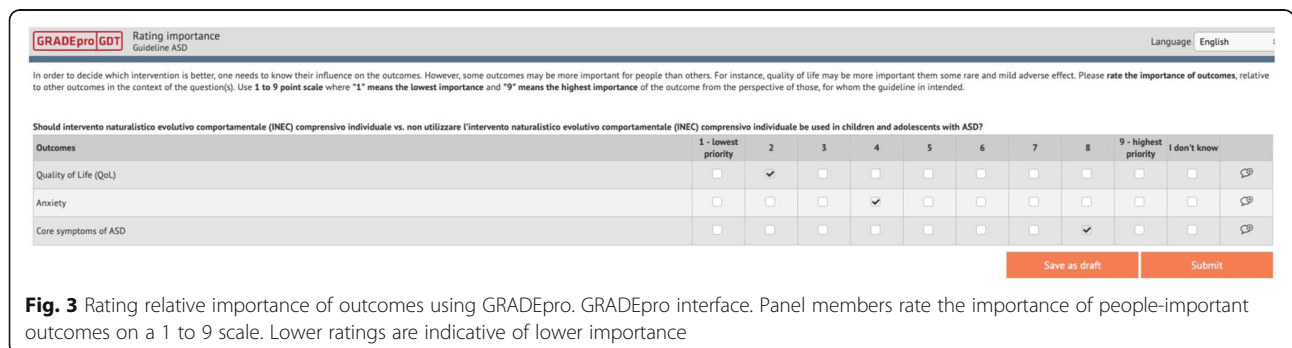 GRADEpro GDT Rating importance Language English
Guideline ASD
In order to decide which intervention is better, one needs to know their influence on the outcomes. However, some outcomes may be more important for people than others. For instance, quality of life may be more important them some rare and mild adverse effect. Please rate the importance of outcomes, relative
to other outcomes in the context of the question(s). Use 1 to 9 point scale where "1" means the lowest importance and "9" means the highest importance of the outcome from the perspective of those, for whom the guideline in intended.
Should intervento naturalistico evolutivo comportamentale (INEC) comprensivo individuale vs. non utilizzare l'intervento naturalistico evolutivo comportamentale (INEC) comprensivo individuale be used in children and adolescents with ASD?
Outcomes 1 - lowest priority 2 3 4 5 6 7 8 9 - highest priority I don't know
Quality of Life (QoL)
Anxiety
Core symptoms of ASD
Save as draft Submit
Fig. 3 Rating relative importance of outcomes using GRADEpro. GRADEpro interface. Panel members rate the importance of people-important
outcomes on a 1 to 9 scale. Lower ratings are indicative of lower importance